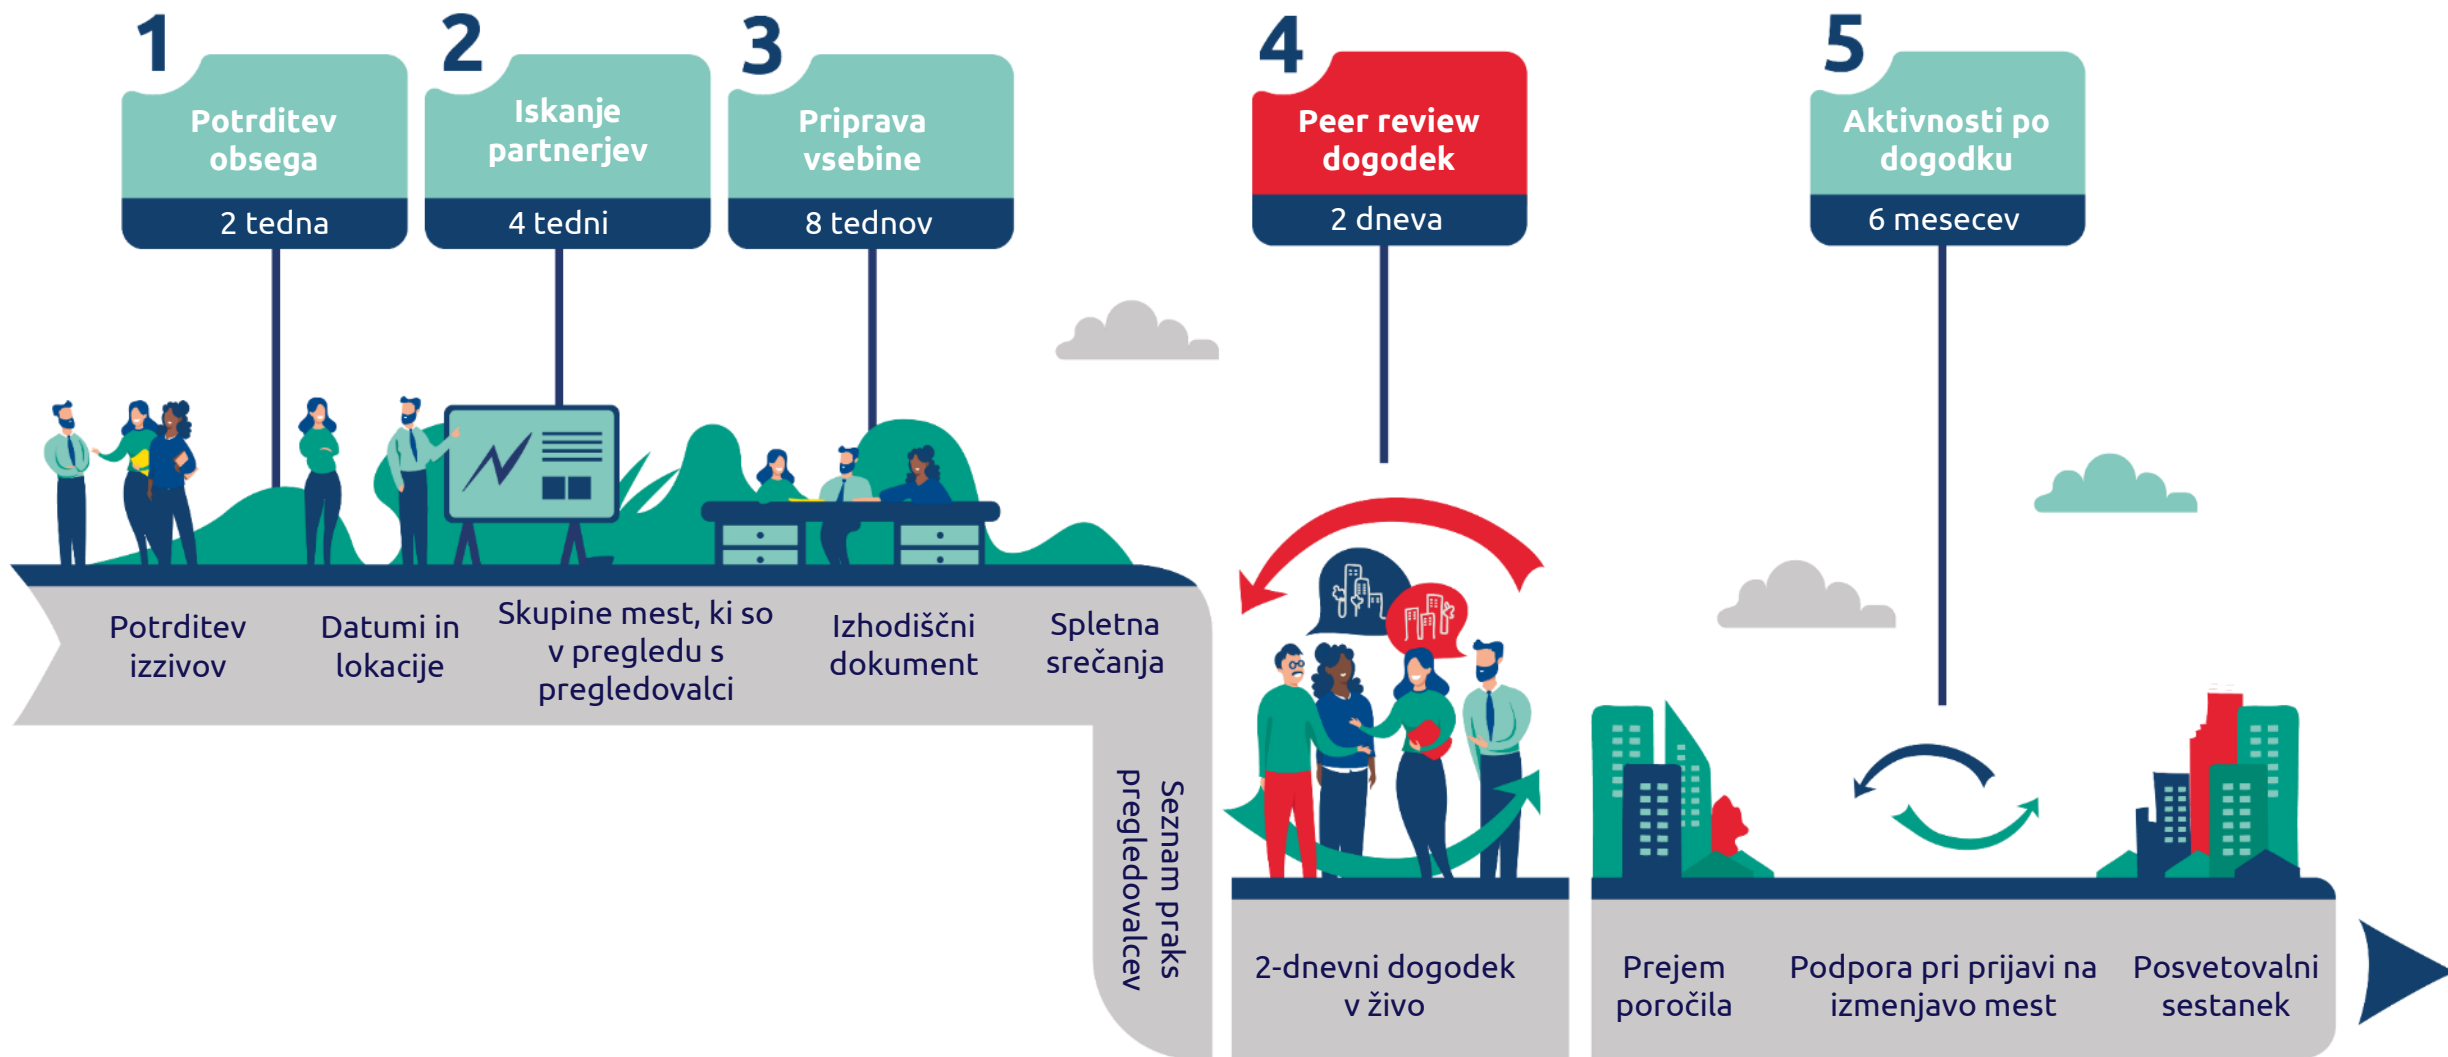 1
Potrditev
obsega
2 tedna
2
Iskanje
partnerjev
4 tedni
3
Priprava
vsebine
8 tednov
4
Peer review
dogodek
2 dneva
5
Aktivnosti po
dogodku
6 mesecev
Potrditev
izzivov
Datumi in
lokacije
Skupine mest, ki so
v pregledu s
pregledovalci
Izhodiščni
dokument
Spletna
srečanja
Seznam praks
pregledovalcev
2-dnevni dogodek
v živo
Prejem
poročila
Podpora pri prijavi na
izmenjavo mest
Posvetovalni
sestanek